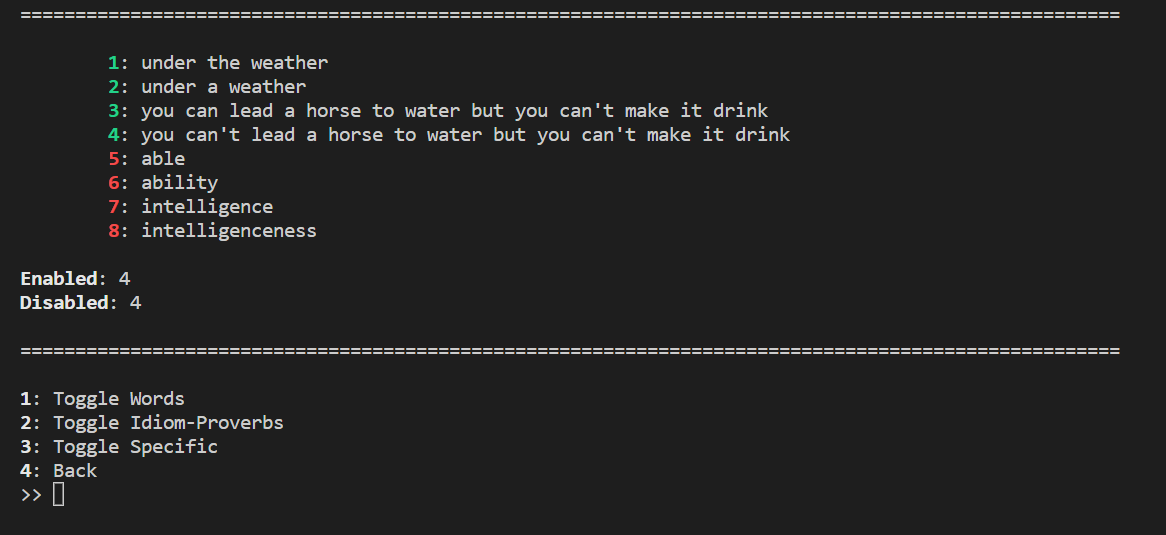 ====================================================================================================
1: under the weather
2: under a weather
3: you can lead a horse to water but you can't make it drink
4: you can't lead a horse to water but you can't make it drink
5: able
6: ability
7: intelligence
8: intelligenceness
Enabled: 4
Disabled: 4
====================================================================================================
1: Toggle Words
2: Toggle Idiom-Proverbs
3: Toggle Specific
4: Back
>>